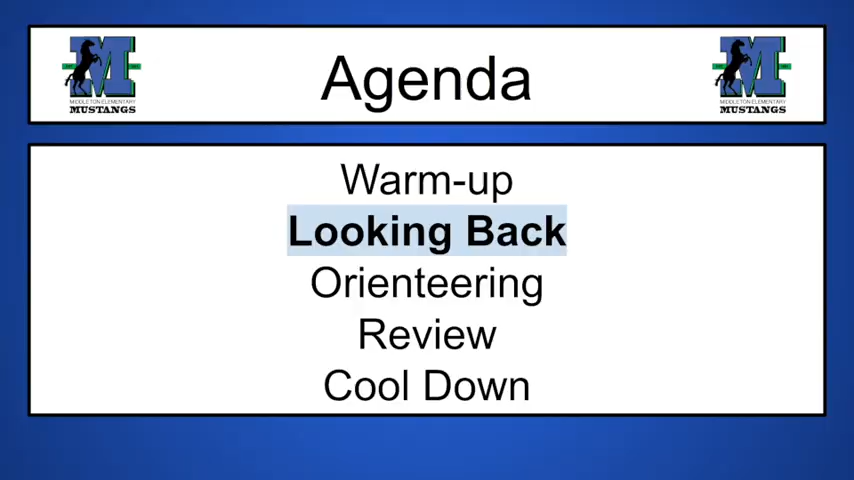 Agenda
M
MIDDLETON ELEMENTARY
MUSTANGS
M
MIDDLETON ELEMENTARY
MUSTANGS
Warm-up
Looking Back
Orienteering
Review
Cool Down